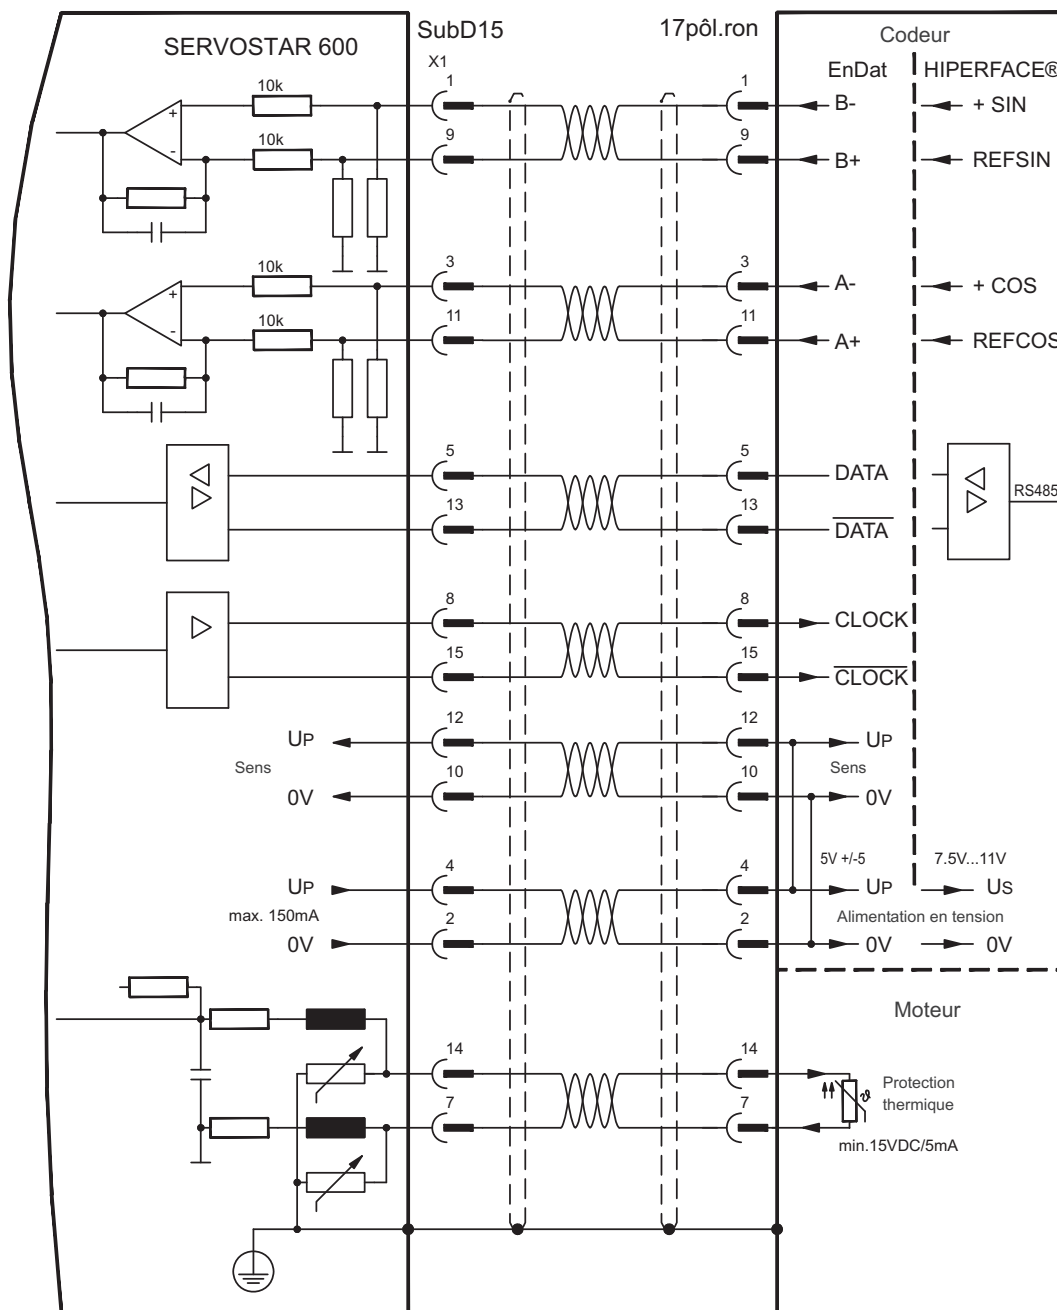 SERVOSTAR 600
SubD15
17pôl.ron
Codeur
X1
EnDat
HIPERFACE®
10k
1
1
B-
+ SIN
+
10k
9
9
-
B+
REFSIN
10k
3
3
A-
+ COS
+
10k
11
11
-
A+
REFCOS
5
5
DATA
RS485
13
13
DATA
8
8
CLOCK
15
15
CLOCK
12
12
UP
UP
Sens
Sens
10
10
0V
0V
4
4
5V +/-5
7.5V...11V
UP
UP
US
max. 150mA
Alimentation en tension
2
2
0V
0V
0V
Moteur
14
14
Protection
thermique
ϑ
7
7
min.15VDC/5mA